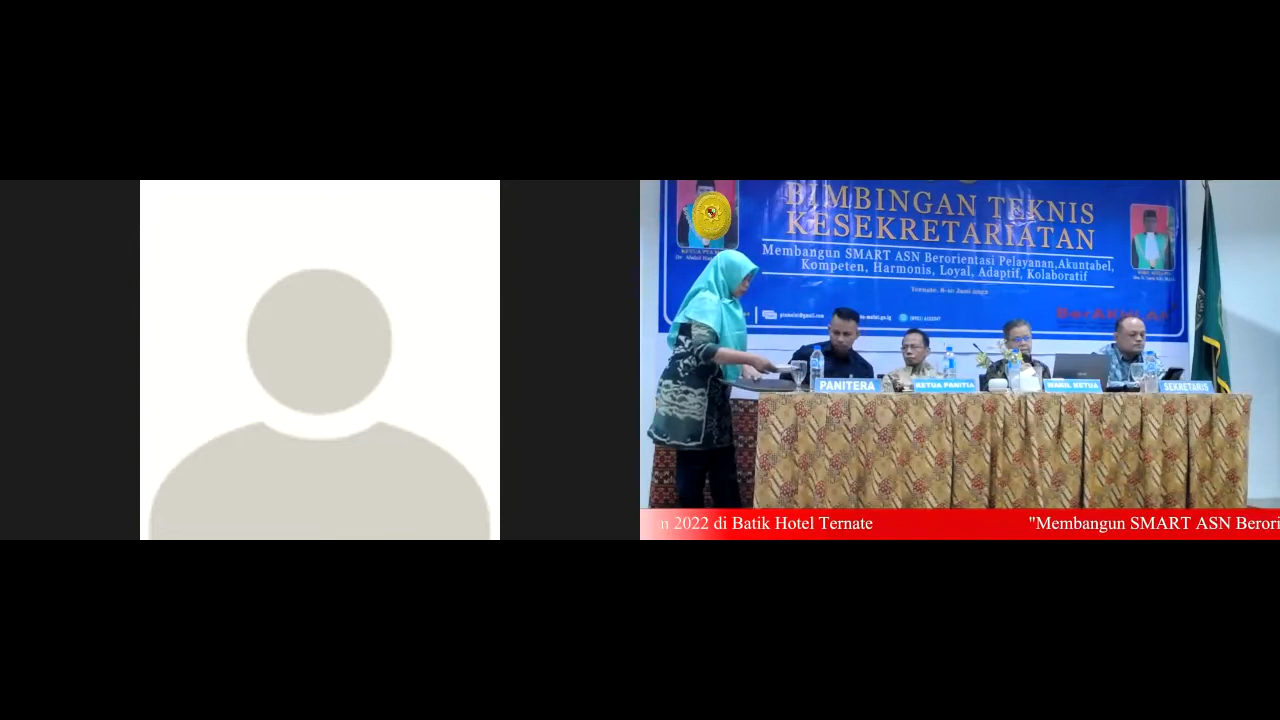 BIMBINGAN TEKNIS
KESEKRETARIATAN
Membangun SMART ASN Berorientasi Pelayanan,Akuntabel,
Kompeten, Harmonis, Loyal, Adaptif, Kolaboratif
PANITERA
KETUA PANITIA
WAKIL KETUA
SEKRETARIS
n 2022 di Batik Hotel Ternate
"Membangun SMART ASN Berori